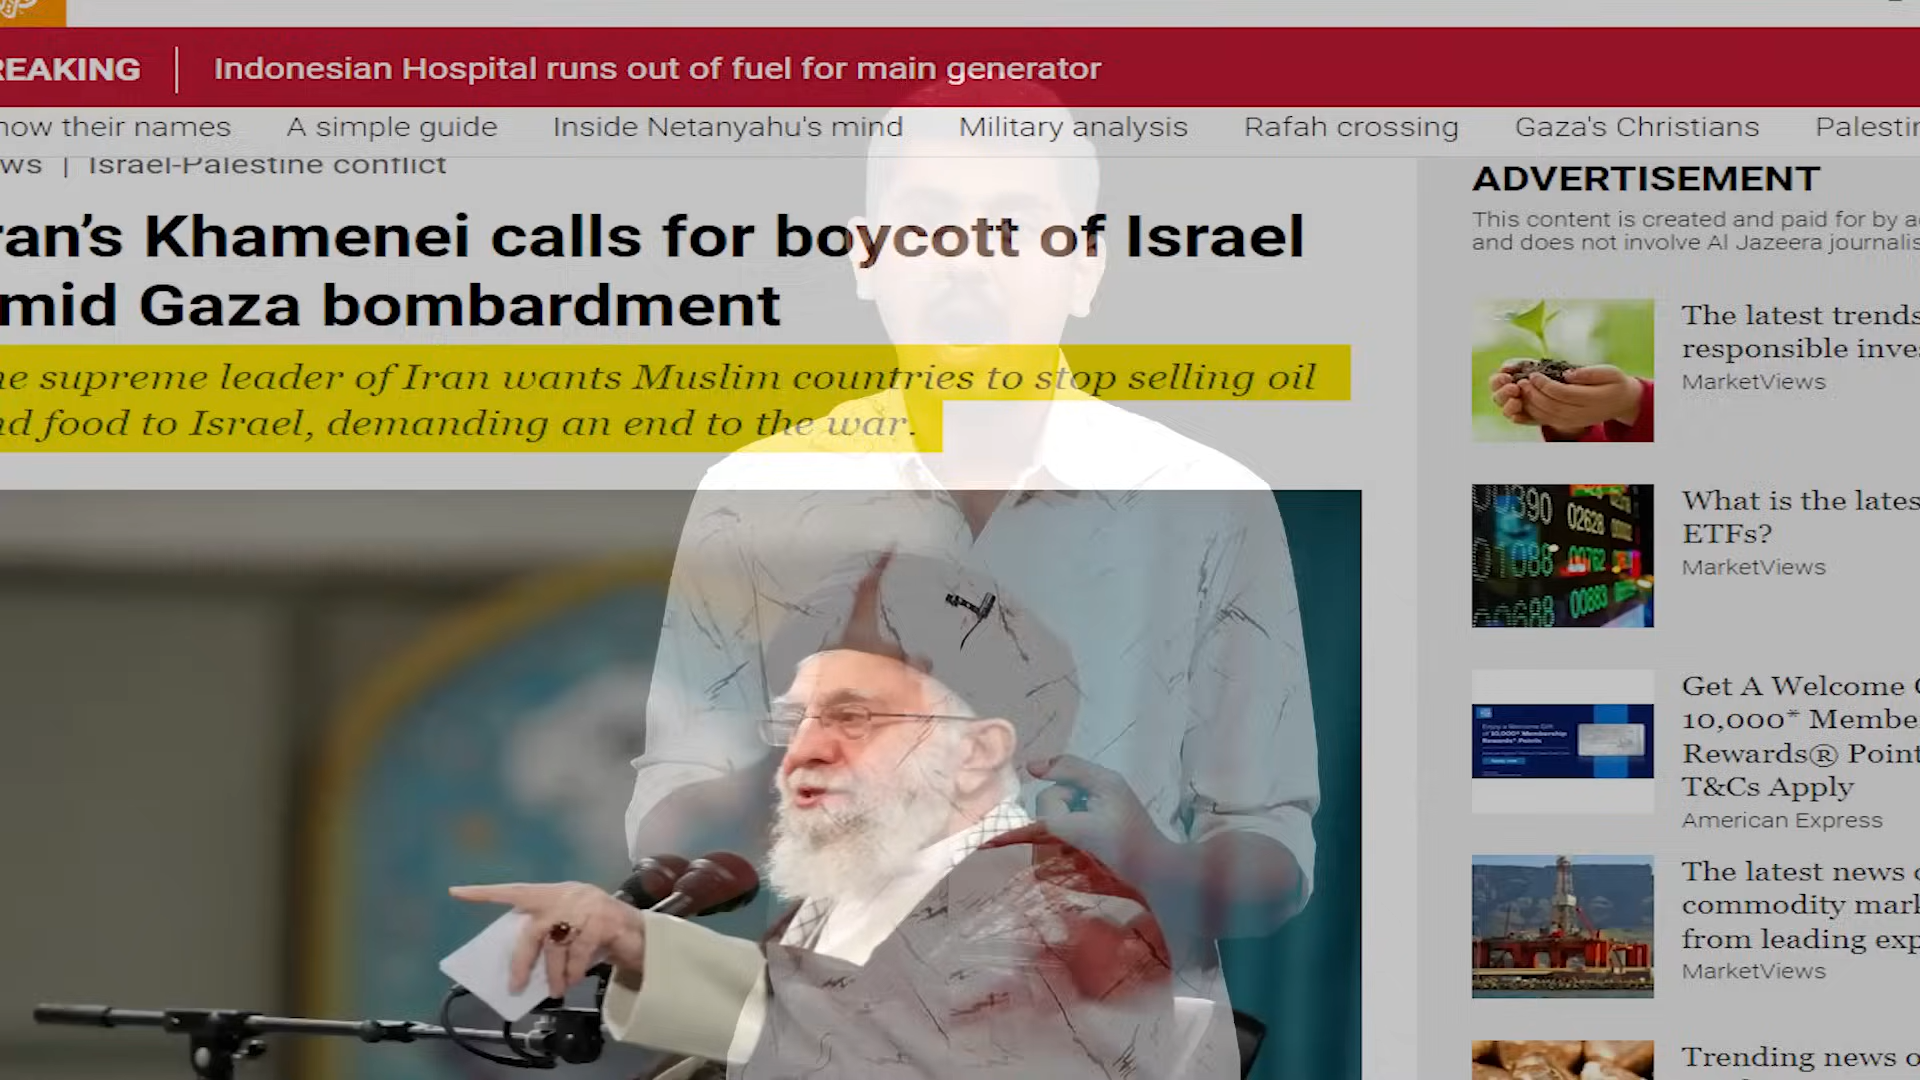 REAKING
Indonesian Hospital runs out of fuel for main generator
now their names
A simple guide
Inside Netanyahu's mind
Military analysis
Rafah crossing
Gaza's Christians
Palestin
ws | Israel-Palestine conflict
ran's Khamenei calls for boycott of Israel
mid Gaza bombardment
he supreme leader of Iran wants Muslim countries to stop selling oil
nd food to Israel, demanding an end to the war.
ADVERTISEMENT
This content is created and paid for by a
and does not involve Al Jazeera journalis
The latest trends
responsible inve
MarketViews
What is the lates
ETFs?
MarketViews
Get A Welcome
10,000* Membe
Rewards® Point
T&Cs Apply
American Express
The latest news
commodity mark
from leading exp
MarketViews
Trending news o